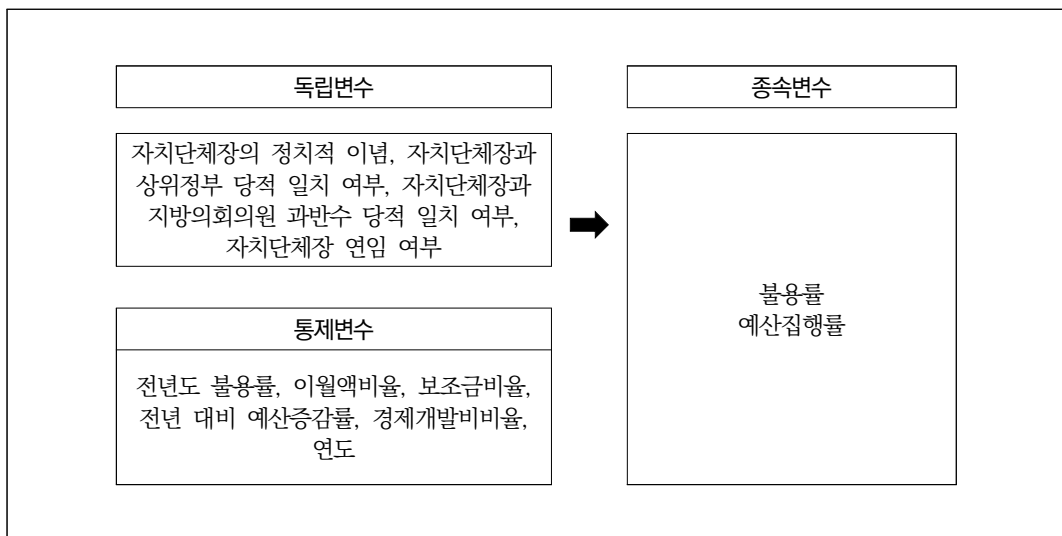 독립변수
자치단체장의 정치적 이념, 자치단체장과
상위정부 당적 일치 여부, 자치단체장과
지방의회의원 과반수 당적 일치 여부,
자치단체장 연임 여부
통제변수
전년도 불용률, 이월액비율, 보조금비율,
전년 대비 예산증감률, 경제개발비비율,
연도
종속변수
불용률
예산집행률